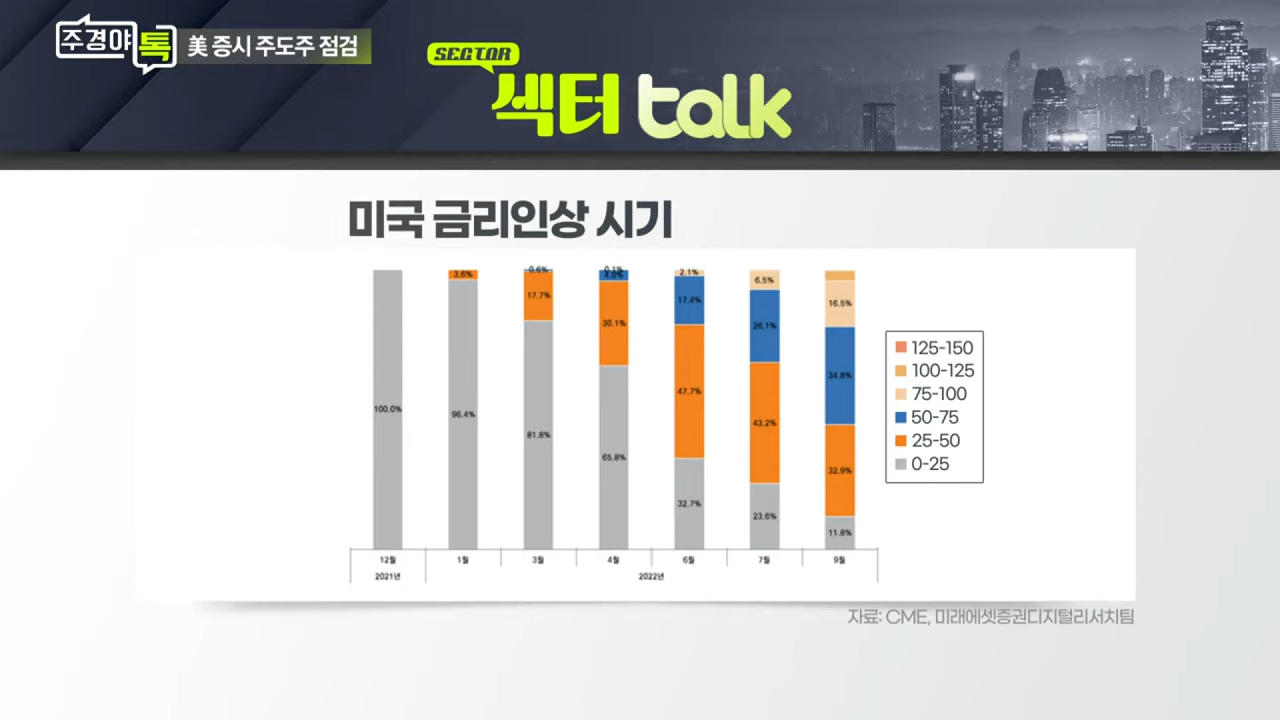 주경야톡 美 증시 주도주 점검
SECTOR
섹터 talk
미국 금리인상 시기
3.6% 0.6% 0.1% 2.1%
4.0% 6.5%
17.7% 17.4% 16.5%
30.1% 26.1%
34.8%
100.0% 96.4% 47.7% 43.2%
81.8% 65.8% 32.9%
32.7% 23.6% 11.8%
125-150
100-125
75-100
50-75
25-50
0-25
12월 1월 3월 4월 6월 7월 9월
2021년 2022년
자료: CME, 미래에셋증권디지털리서치팀